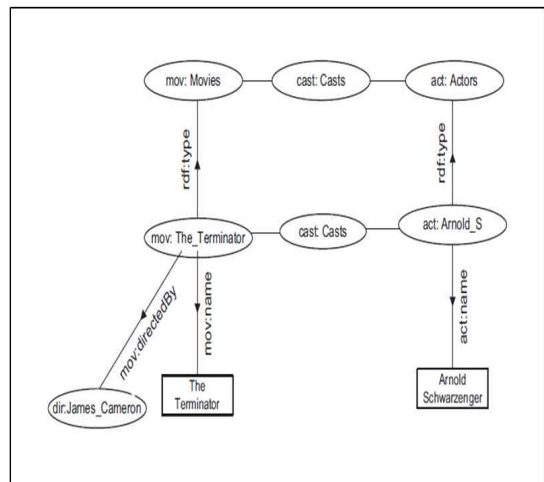 mov: Movies
cast: Casts
act: Actors
rdf:type
rdf:type
mov: The_Terminator
cast: Casts
act: Arnold_S
mov:directedBy
mov:name
act:name
dir:James_Cameron
The
Terminator
Arnold
Schwarzenger